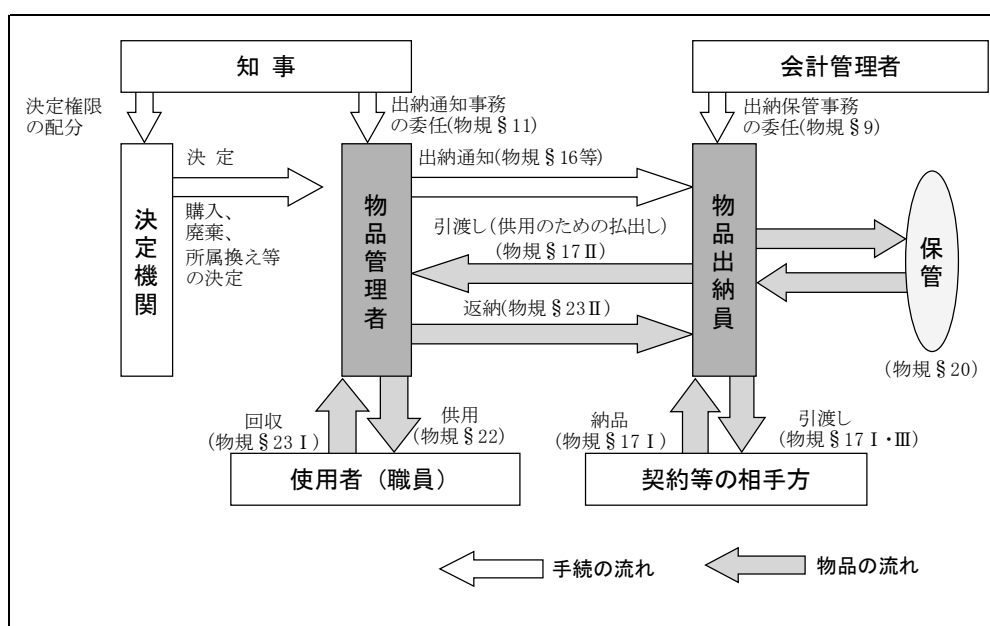 知 事
会計管理者
決定権限
の配分
出納通知事務
の委任(物規§11)
出納保管事務
の委任(物規§9)
決定機関
決 定
購入、
廃棄、
所属換え等
の決定
物品管理者
出納通知(物規§16等)
引渡し(供用のための払出し)
(物規§17Ⅱ)
返納(物規§23Ⅱ)
物品出納員
保管
(物規§20)
回収
(物規§23Ⅰ)
供用
(物規§22)
納品
(物規§17Ⅰ)
引渡し
(物規§17Ⅰ・Ⅲ)
使用者(職員)
契約等の相手方
手続の流れ
物品の流れ